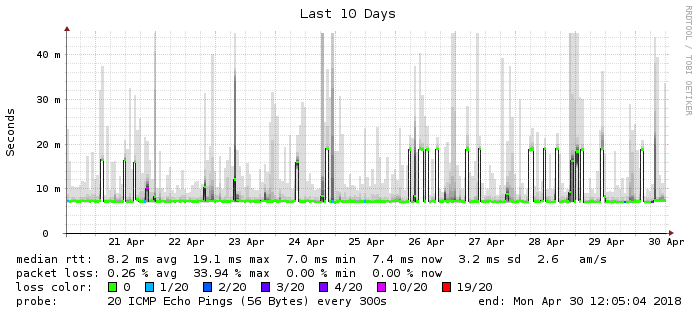 Last 10 Days
RRDTOOL / TOBI OETIKER
Seconds
40 m
30 m
20 m
10 m
0
21 Apr 22 Apr 23 Apr 24 Apr 25 Apr 26 Apr 27 Apr 28 Apr 29 Apr 30 Apr
median rtt: 8.2 ms avg 19.1 ms max 7.0 ms min 7.4 ms now 3.2 ms sd 2.6 am/s
packet loss: 0.26 % avg 33.94 % max 0.00 % min 0.00 % now
loss color: 0 1/20 2/20 3/20 4/20 10/20 19/20
probe: 20 ICMP Echo Pings (56 Bytes) every 300s end: Mon Apr 30 12:05:04 2018